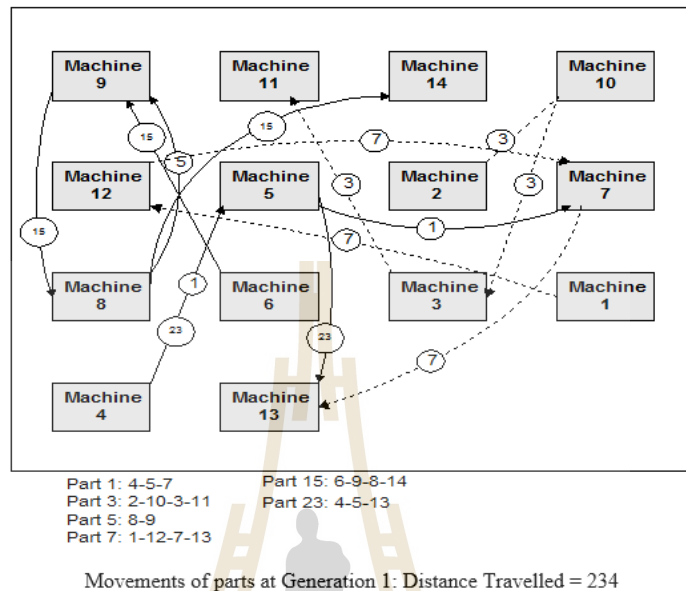 Machine 9
Machine 11
Machine 14
Machine 10
15
15
5
7
3
Machine 12
Machine 5
Machine 2
Machine 7
3
3
15
7
1
Machine 8
Machine 6
Machine 3
Machine 1
1
23
23
7
Machine 4
Machine 13
Part 1: 4-5-7
Part 3: 2-10-3-11
Part 5: 8-9
Part 7: 1-12-7-13
Part 15: 6-9-8-14
Part 23: 4-5-13
Movements of parts at Generation 1: Distance Travelled = 234